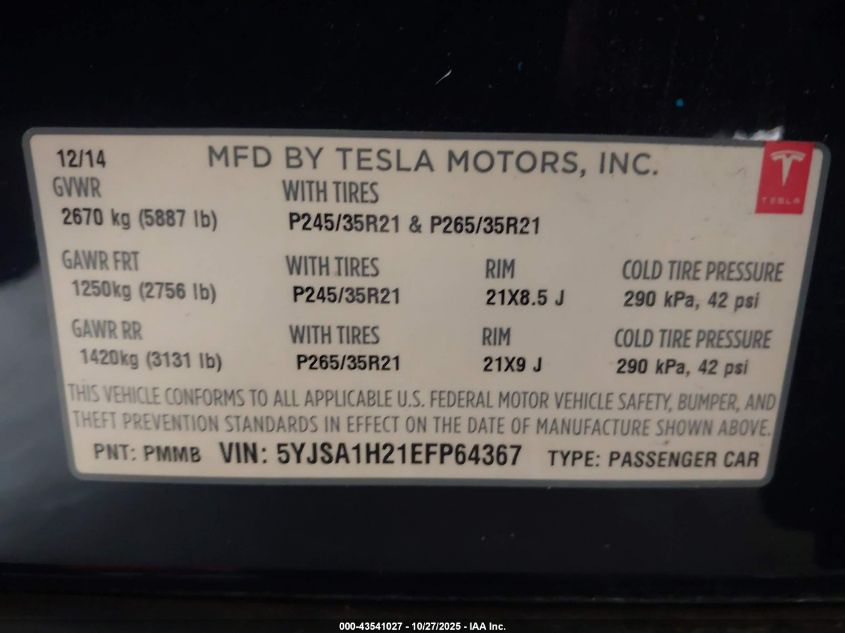 12/14 MFD BY TESLA MOTORS, INC.
TESLA
GVWR WITH TIRES
2670 kg (5887 lb) P245/35R21 & P265/35R21
GAWR FRT WITH TIRES RIM COLD TIRE PRESSURE
1250kg (2756 lb) P245/35R21 21X8.5 J 290 kPa, 42 psi
GAWR RR WITH TIRES RIM COLD TIRE PRESSURE
1420kg (3131 lb) P265/35R21 21X9 J 290 kPa, 42 psi
THIS VEHICLE CONFORMS TO ALL APPLICABLE U.S. FEDERAL MOTOR VEHICLE SAFETY, BUMPER, AND
THEFT PREVENTION STANDARDS IN EFFECT ON THE DATE OF MANUFACTURE SHOWN ABOVE.
PNT: PMMB VIN: 5YJSA1H21EFP64367 TYPE: PASSENGER CAR
000-43541027 - 10/27/2025 - IAA Inc.